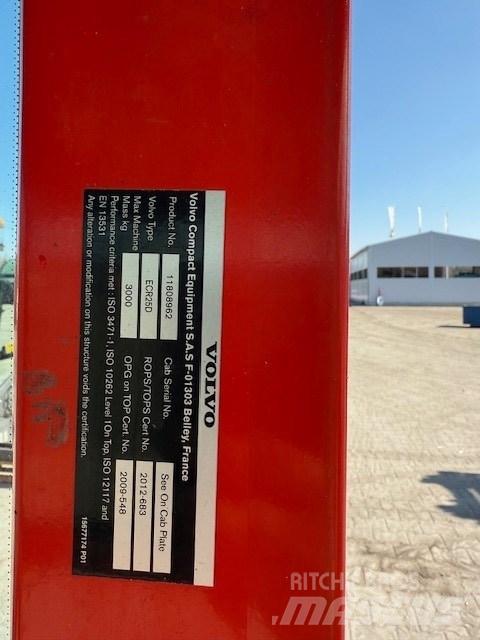 VOLVO
Volvo Compact Equipment S.A.S F-01303 Belley, France
Product No. 11808962 Cab Serial No. See On Cab Plate
Volvo Type ECR25D ROPS/TOPS Cert No. 2012-683
Max Machine Mass kg 3000 OPG on TOP Cert. No. 2009-548
Performance criteria met : ISO 3471-1, ISO 10262 Level 1On Top, ISO 12117 and
EN 13531
Any alteration or modification on this structure voids the certification.
15677174 P01
RITCHIE BROS
MASCUS